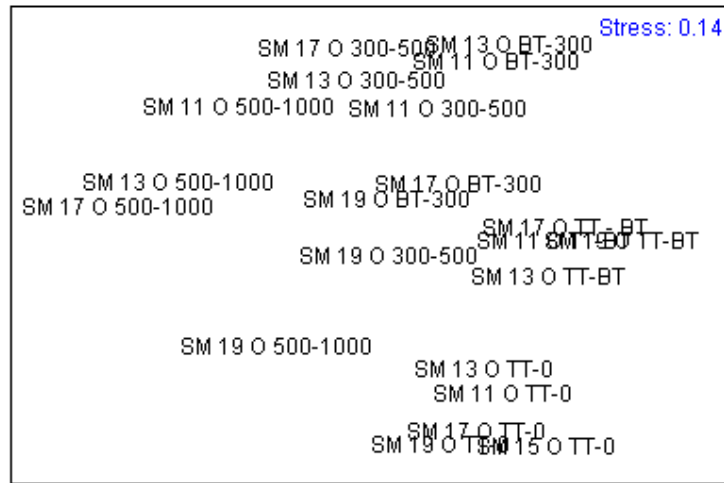 Stress: 0.14
SM 17 O 300-500
SM 13 O BT-300
SM 11 O BT-300
SM 13 O 300-500
SM 11 O 500-1000
SM 11 O 300-500
SM 13 O 500-1000
SM 17 O BT-300
SM 19 O BT-300
SM 17 O 500-1000
SM 17 O TT - BT
SM 11 O TT-BT
SM 19 O 300-500
SM 13 O TT-BT
SM 19 O 500-1000
SM 13 O TT-0
SM 11 O TT-0
SM 17 O TT-0
SM 19 O TT-0
SM 15 O TT-0